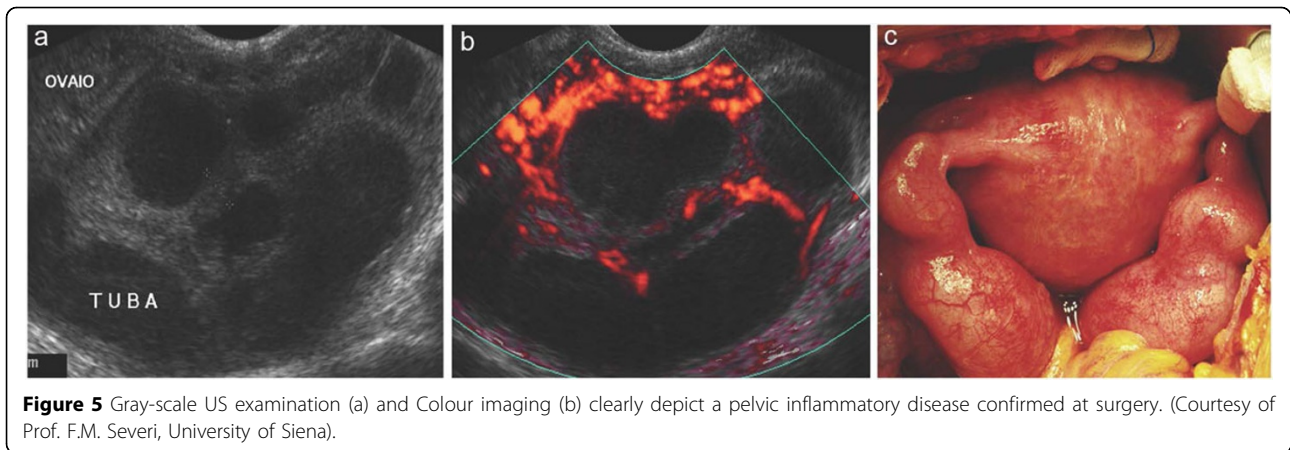 a
b
c
OVAIO
TUBA
m
Figure 5 Gray-scale US examination (a) and Colour imaging (b) clearly depict a pelvic inflammatory disease confirmed at surgery. (Courtesy of
Prof. F.M. Severi, University of Siena).